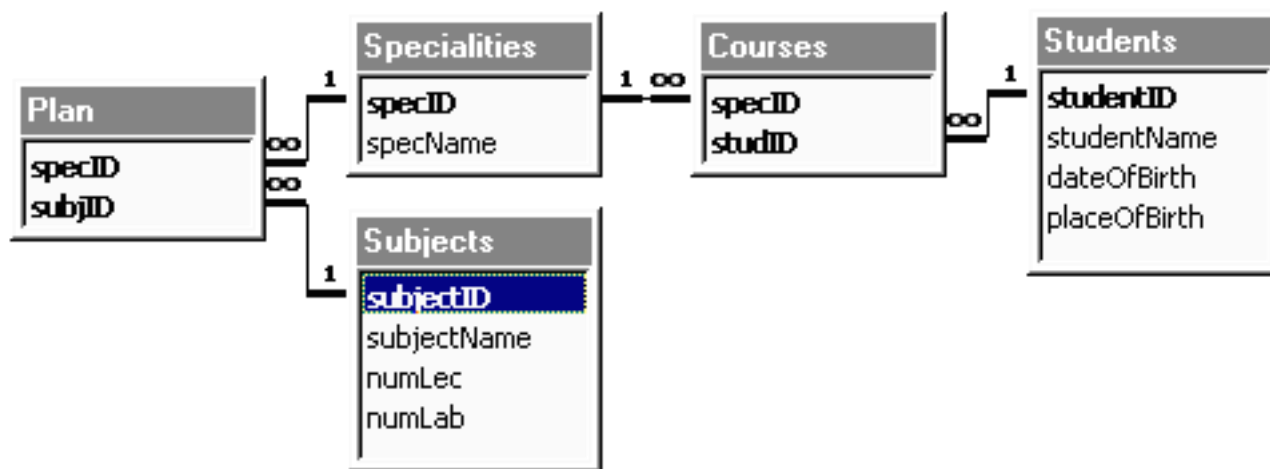 Plan
specID
subjID
1
∞
∞
1
Specialities
specID
specName
Subjects
subjectID
subjectName
numLec
numLab
1
∞
Courses
specID
studID
1
∞
Students
studentID
studentName
dateOfBirth
placeOfBirth